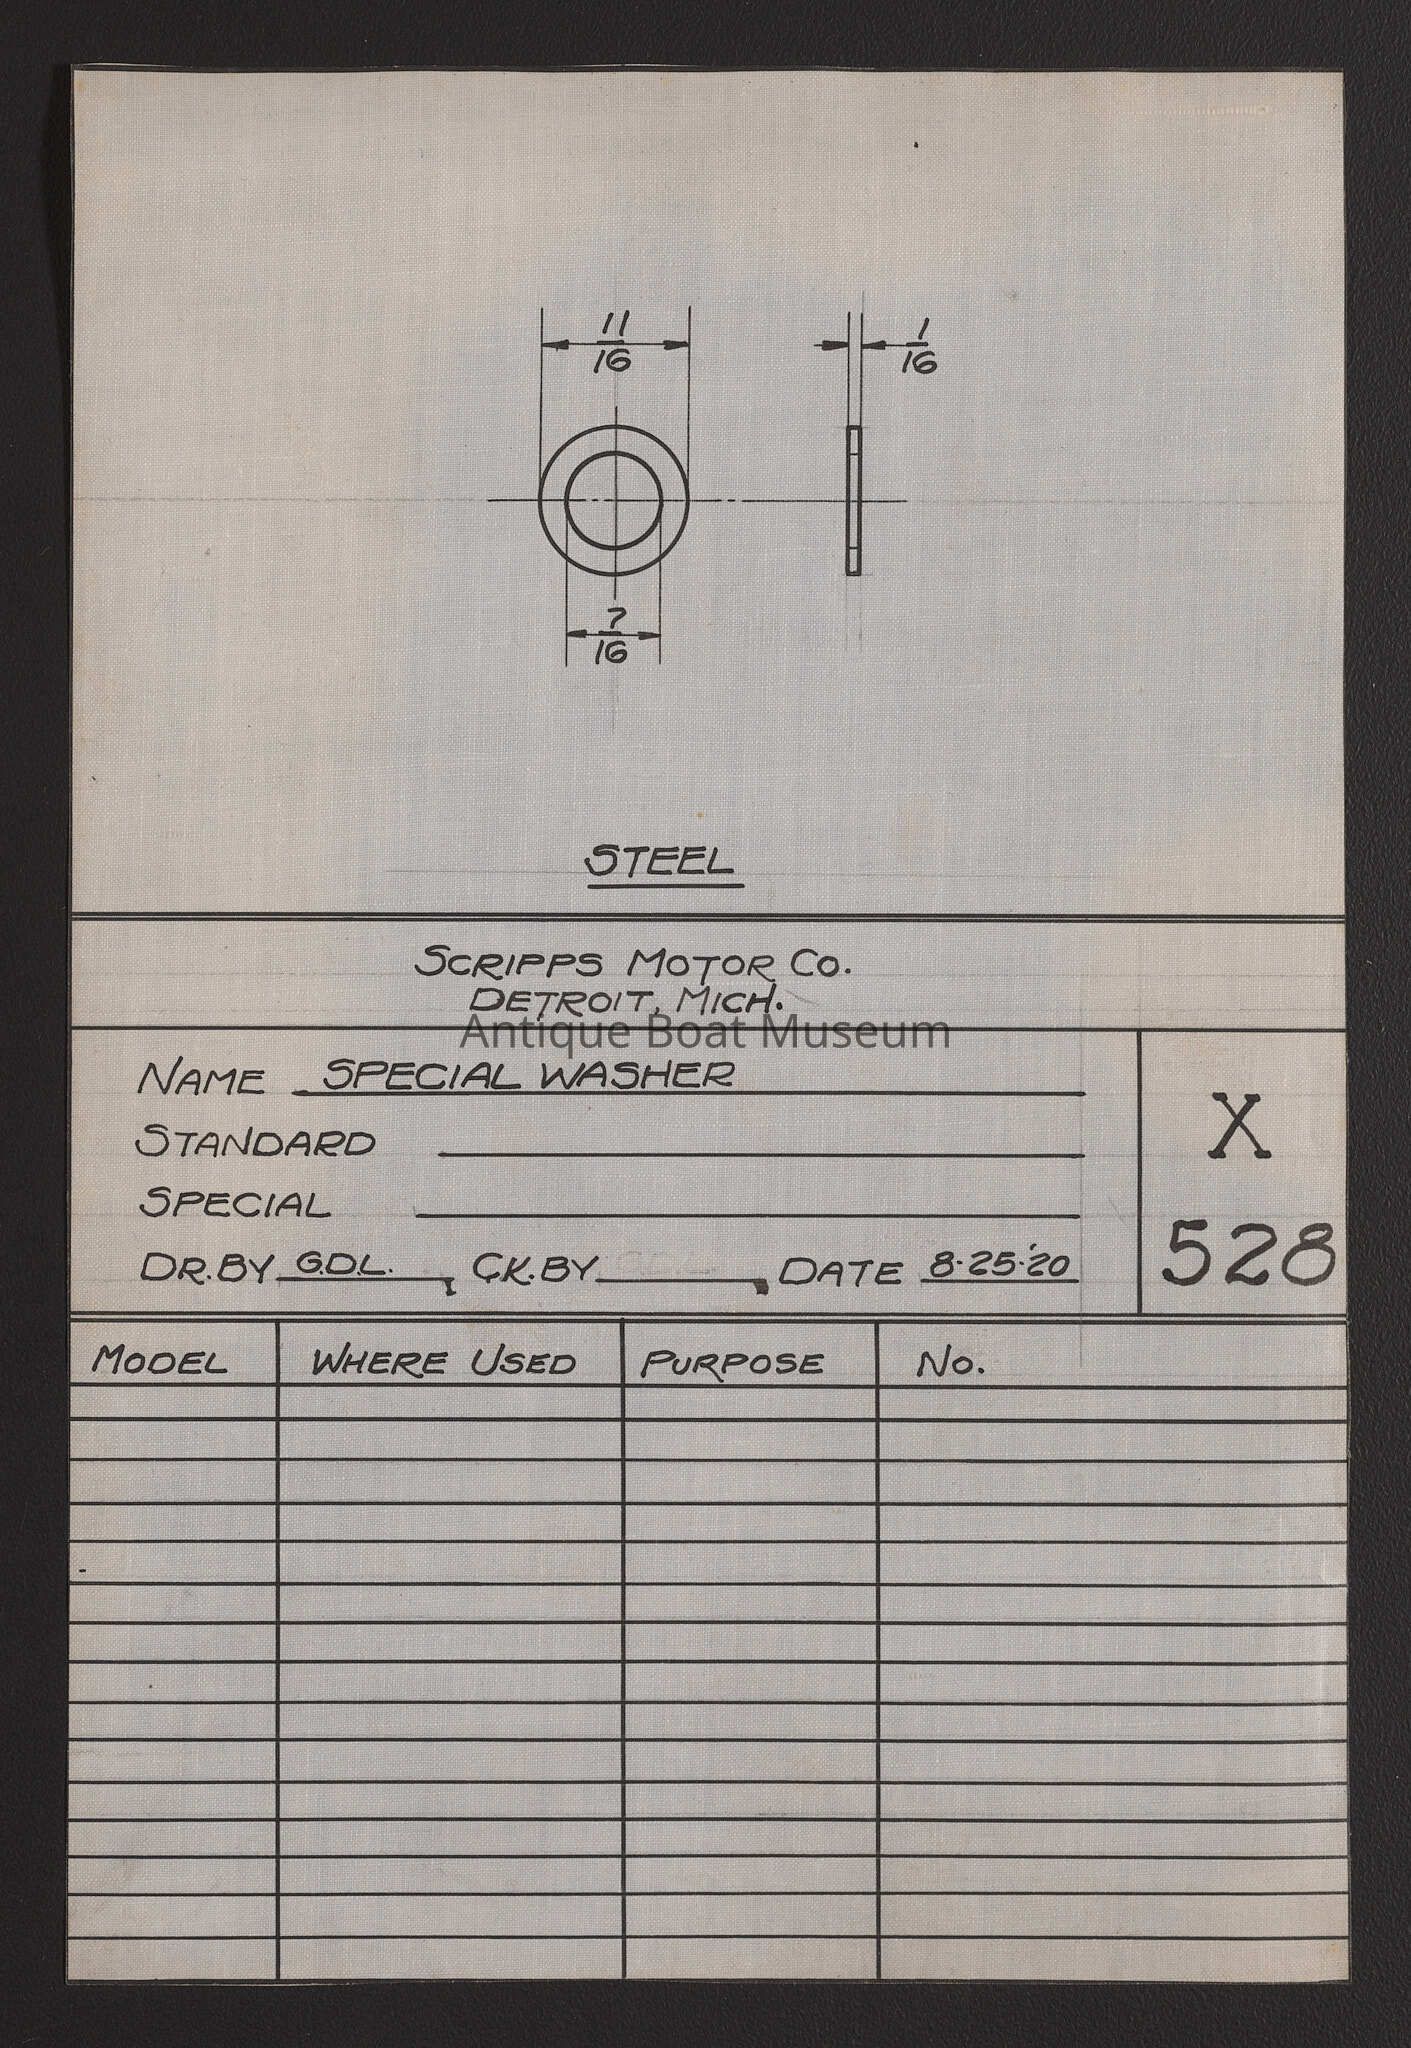 11/16
1/16
7/16
STEEL
SCRIPPS MOTOR CO.
DETROIT, MICH.
Antique Boat Museum
NAME SPECIAL WASHER
STANDARD
SPECIAL
DR. BY G.D.L., CK. BY , DATE 8-25-'20
X
528
MODEL WHERE USED PURPOSE NO.